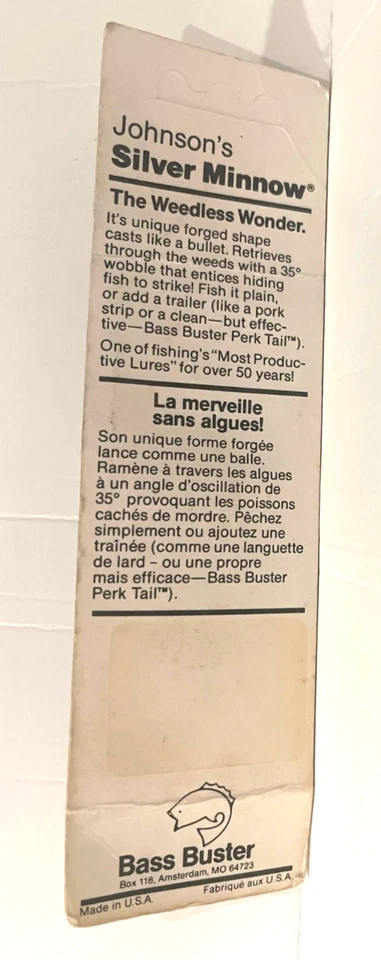 Johnson's
Silver Minnow®
The Weedless Wonder.
It's unique forged shape
casts like a bullet. Retrieves
through the weeds with a 35°
wobble that entices hiding
fish to strike! Fish it plain,
or add a trailer (like a pork
strip or a clean—but effec-
tive—Bass Buster Perk Tail™).
One of fishing's "Most Produc-
tive Lures" for over 50 years!
La merveille
sans algues!
Son unique forme forgée
lance comme une balle.
Ramène à travers les algues
à un angle d'oscillation de
35° provoquant les poissons
cachés de mordre. Pêchez
simplement ou ajoutez une
traînée (comme une languette
de lard – ou une propre
mais efficace—Bass Buster
Perk Tail™).
Bass Buster
Box 118, Amsterdam, MO 64723
Made in U.S.A. Fabriqué aux U.S.A.